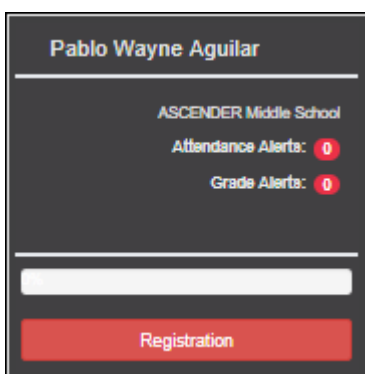 Pablo Wayne Aguilar
ASCENDER Middle School
Attendance Alerts: 0
Grade Alerts: 0
Registration